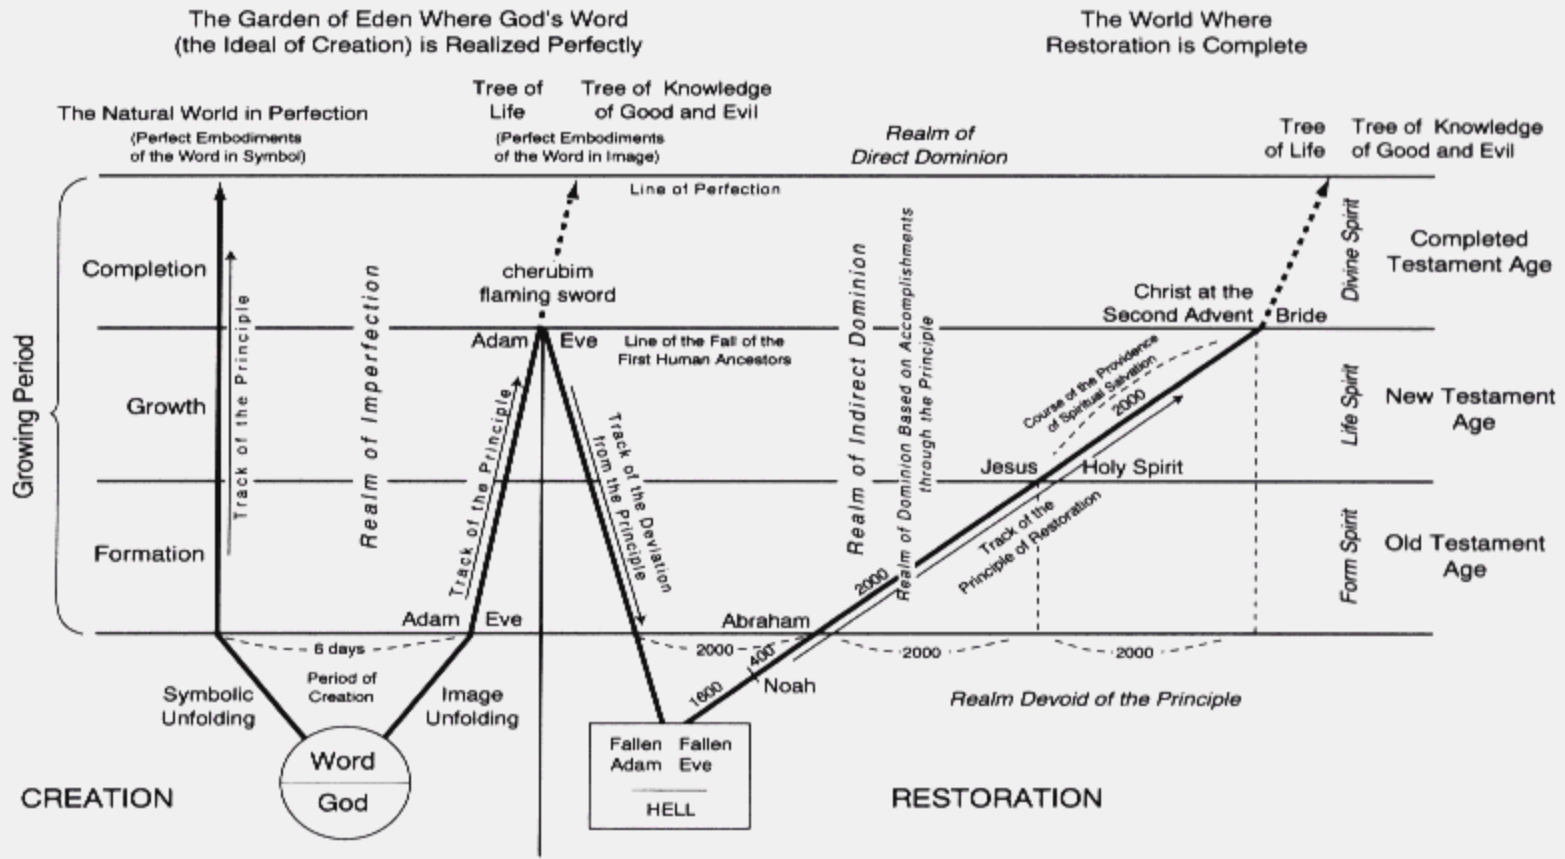 The Garden of Eden Where God's Word
(the Ideal of Creation) is Realized Perfectly
The World Where
Restoration is Complete
The Natural World in Perfection
(Perfect Embodiments
of the Word in Symbol)
Tree of
Life
Tree of Knowledge
of Good and Evil
(Perfect Embodiments
of the Word in Image)
Realm of
Direct Dominion
Tree
of Life
Tree of Knowledge
of Good and Evil
Line of Perfection
Growing Period
Completion
Growth
Formation
Track of the Principle
Realm of Imperfection
cherubim
flaming sword
Adam
Eve
Line of the Fall of the
First Human Ancestors
Track of the Principle
Track of the Deviation
from the Principle
Realm of Indirect Dominion
Realm of Dominion Based on Accomplishments
through the Principle
Christ at the
Second Advent
Bride
Course of the Providence
of Spiritual Salvation
2000
Jesus
Holy Spirit
Track of the
Principle of Restoration
2000
Divine Spirit
Life Spirit
Form Spirit
Completed
Testament Age
New Testament
Age
Old Testament
Age
Adam
Eve
Abraham
6 days
2000
400
2000
2000
Period of
Creation
Symbolic
Unfolding
Image
Unfolding
1600
Noah
Realm Devoid of the Principle
Word
God
Fallen
Adam
Fallen
Eve
HELL
CREATION
RESTORATION